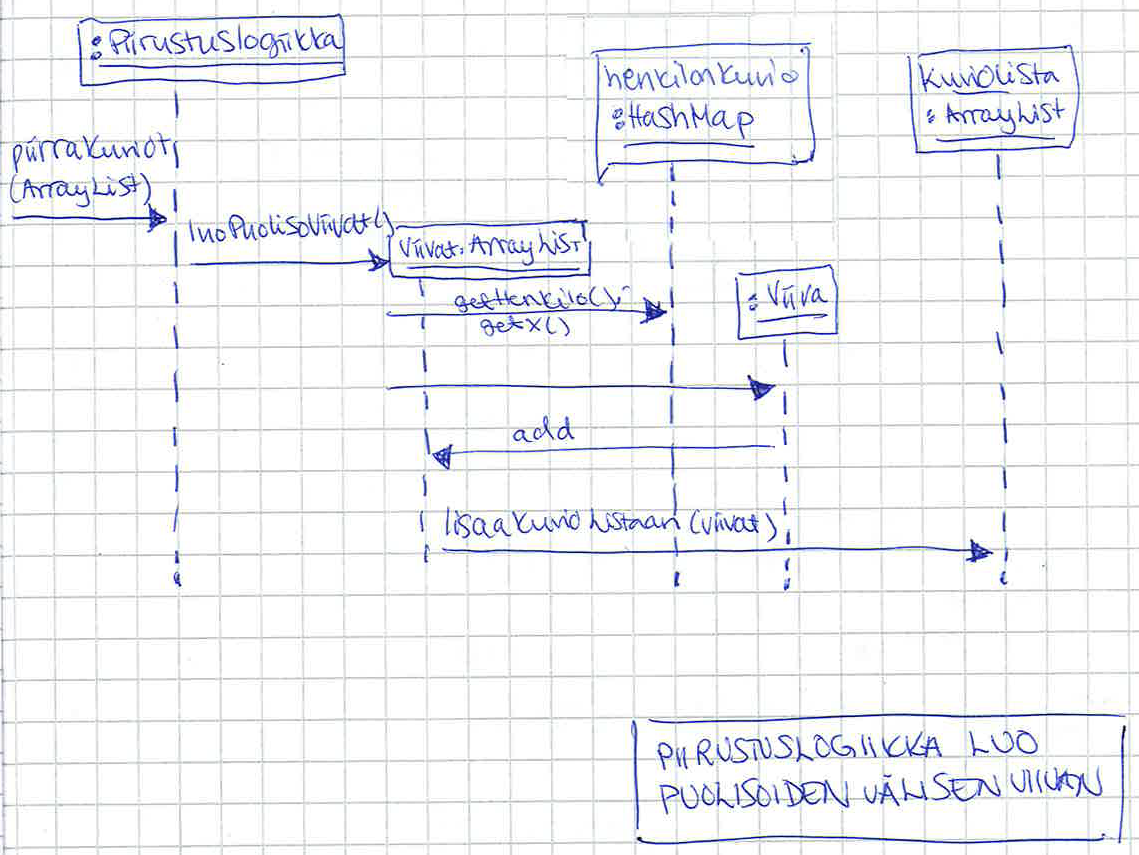 :Piirustuslogiikka
henkilonkuvio
:HashMap
kuviolista
:ArrayList
piirraKuviot
(ArrayList)
luoPuolisoViivat()
viivat:ArrayList
:Viiva
getHenkilo();
getX()
add
lisaaKuvioListaan(viivat)
PIIRUSTUSLOGIIKKA LUO
PUOLISOIDEN VÄLISEN VIIVAN